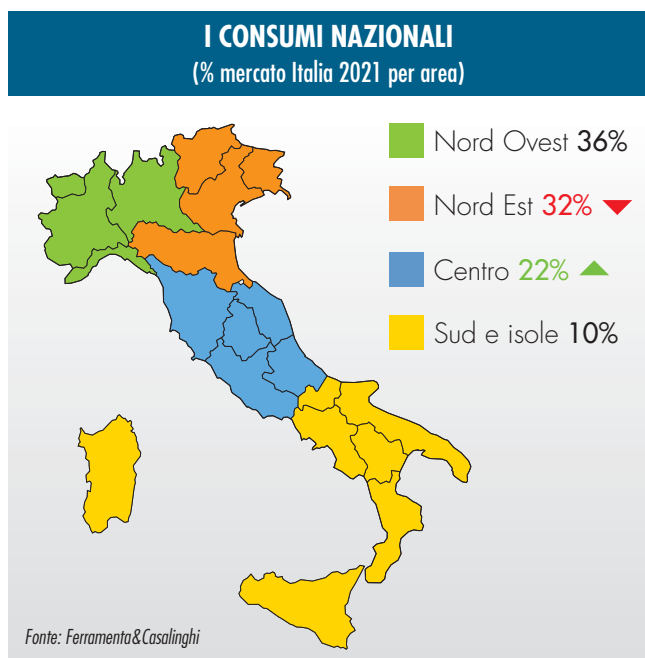 I CONSUMI NAZIONALI
(% mercato Italia 2021 per area)
Nord Ovest 36%
Nord Est 32%
Centro 22%
Sud e isole 10%
Fonte: Ferramenta&Casalinghi